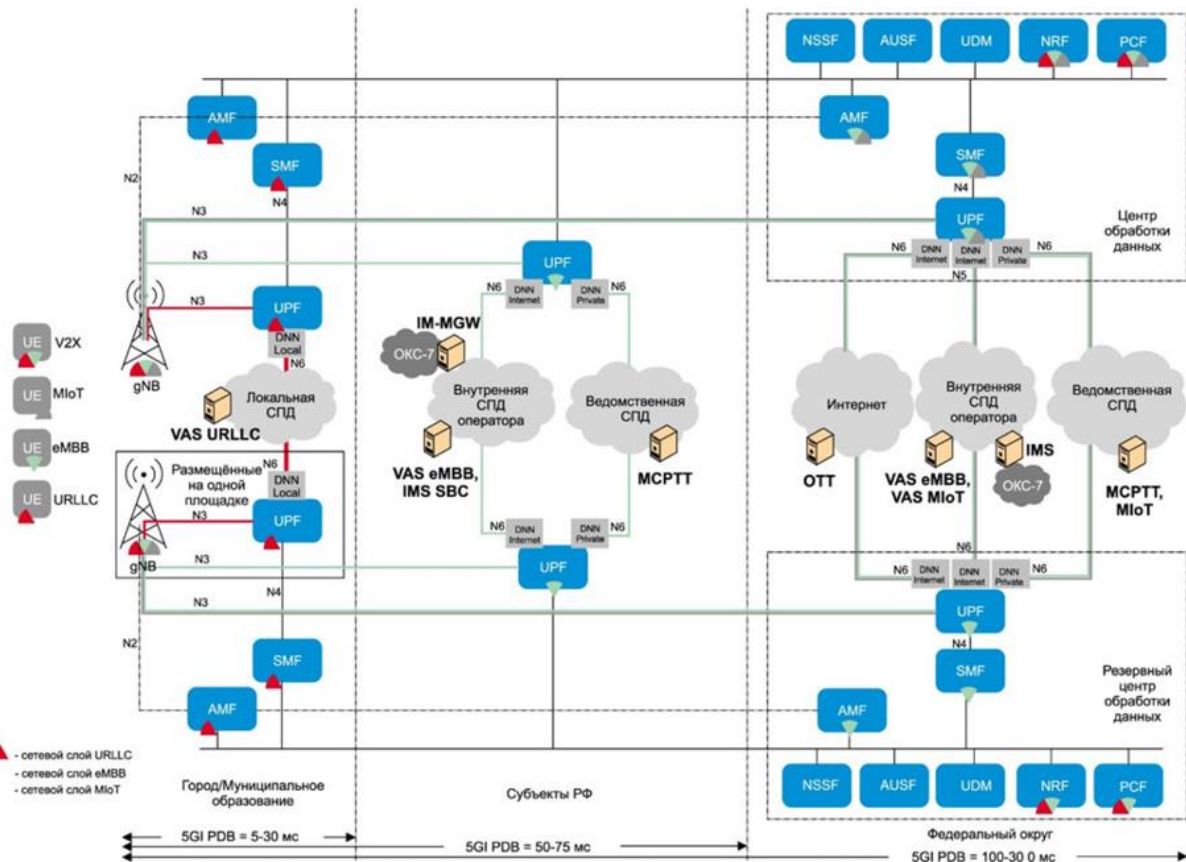 NSSF
AUSF
UDM
NRF
PCF
AMF
AMF
SMF
SMF
N2
N4
N4
N3
UPF
Центр
обработки
данных
N3
UPF
N6
DNN
Internet
DNN
Internet
DNN
Private
N6
N5
N3
UPF
N6
DNN
Internet
DNN
Private
N6
UE
V2X
DNN
Local
N6
IM-MGW
ОКС-7
gNB
UE
MIoT
Локальная
СПД
Внутренняя
СПД
оператора
Ведомственная
СПД
Интернет
Внутренняя
СПД
оператора
Ведомственная
СПД
VAS URLLC
UE
eMBB
VAS eMBB,
IMS SBC
MCPTT
OTT
VAS eMBB,
VAS MIoT
IMS
ОКС-7
MCPTT,
MIoT
UE
URLLC
Размещённые
на одной
площадке
N6
DNN
Local
N3
UPF
gNB
N6
DNN
Internet
DNN
Private
N6
N3
UPF
N6
N6
DNN
Internet
DNN
Internet
DNN
Private
N6
N4
N3
UPF
N2
N4
SMF
SMF
Резервный
центр
обработки
данных
AMF
AMF
- сетевой слой URLLC
- сетевой слой eMBB
- сетевой слой MIoT
Город/Муниципальное
образование
Субъекты РФ
NSSF
AUSF
UDM
NRF
PCF
5GI PDB = 5-30 мс
5GI PDB = 50-75 мс
Федеральный округ
5GI PDB = 100-30 0 мс